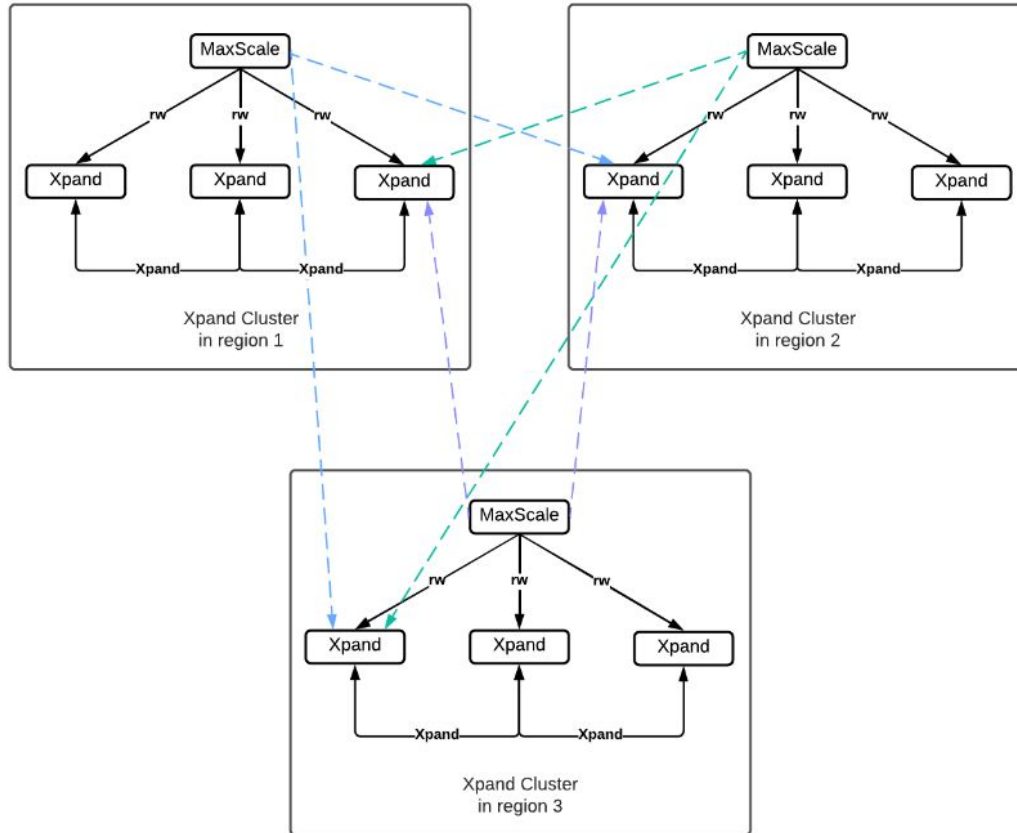 MaxScale
rw
rw
rw
Xpand
Xpand
Xpand
Xpand
Xpand
Xpand Cluster
in region 1
MaxScale
rw
rw
rw
Xpand
Xpand
Xpand
Xpand
Xpand
Xpand Cluster
in region 2
MaxScale
rw
rw
rw
Xpand
Xpand
Xpand
Xpand
Xpand
Xpand Cluster
in region 3